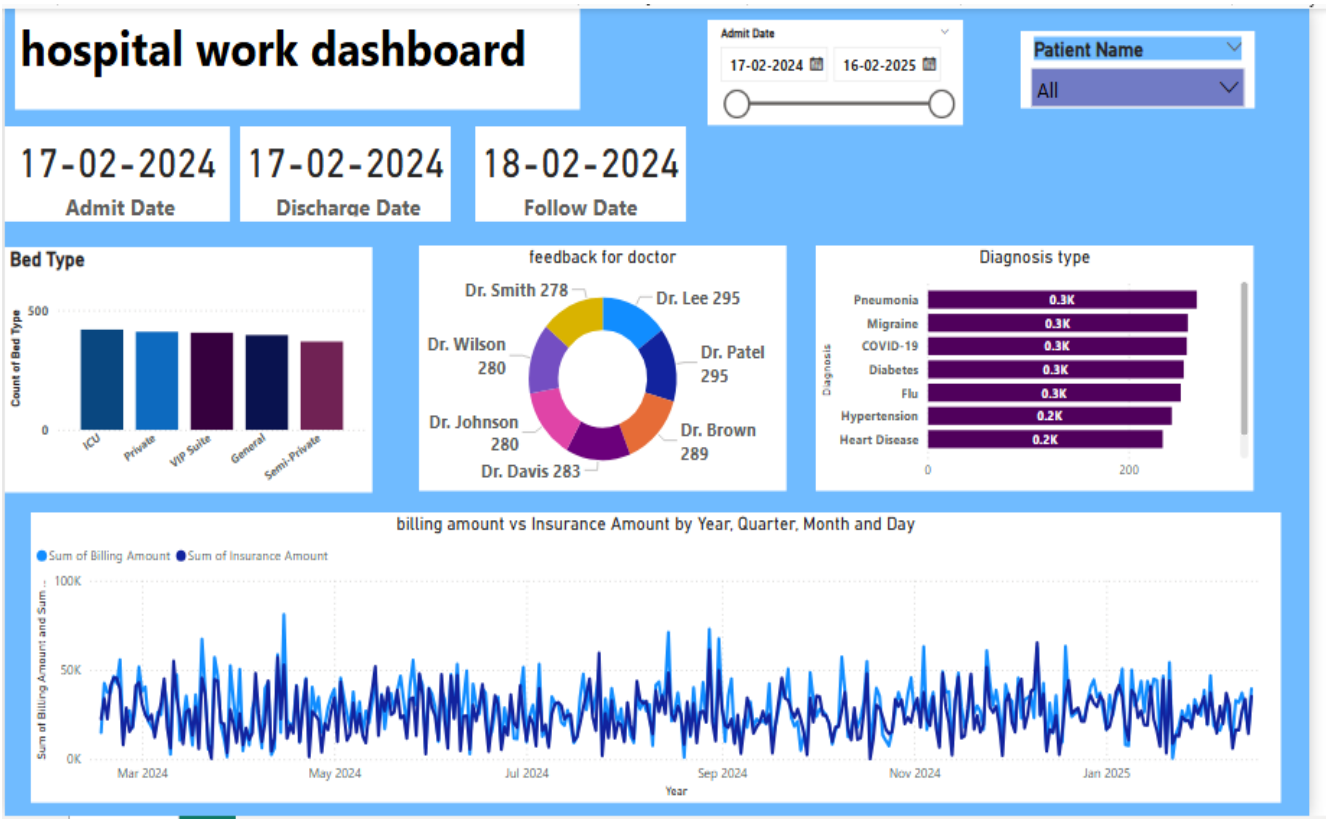 hospital work dashboard
Admit Date
17-02-2024
16-02-2025
Patient Name
All
17-02-2024
Admit Date
17-02-2024
Discharge Date
18-02-2024
Follow Date
Bed Type
Count of Bed Type
500
0
ICU
Private
VIP Suite
General
Semi-Private
feedback for doctor
Dr. Smith 278
Dr. Lee 295
Dr. Wilson
280
Dr. Patel
295
Dr. Johnson
280
Dr. Brown
289
Dr. Davis 283
Diagnosis type
Diagnosis
Pneumonia 0.3K
Migraine 0.3K
COVID-19 0.3K
Diabetes 0.3K
Flu 0.3K
Hypertension 0.2K
Heart Disease 0.2K
0 200
billing amount vs Insurance Amount by Year, Quarter, Month and Day
Sum of Billing Amount Sum of Insurance Amount
Sum of Billing Amount and Sum ...
100K
50K
0K
Mar 2024 May 2024 Jul 2024 Sep 2024 Nov 2024 Jan 2025
Year